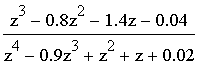 z³ − 0.8z² − 1.4z − 0.04
z⁴ − 0.9z³ + z² + z + 0.02